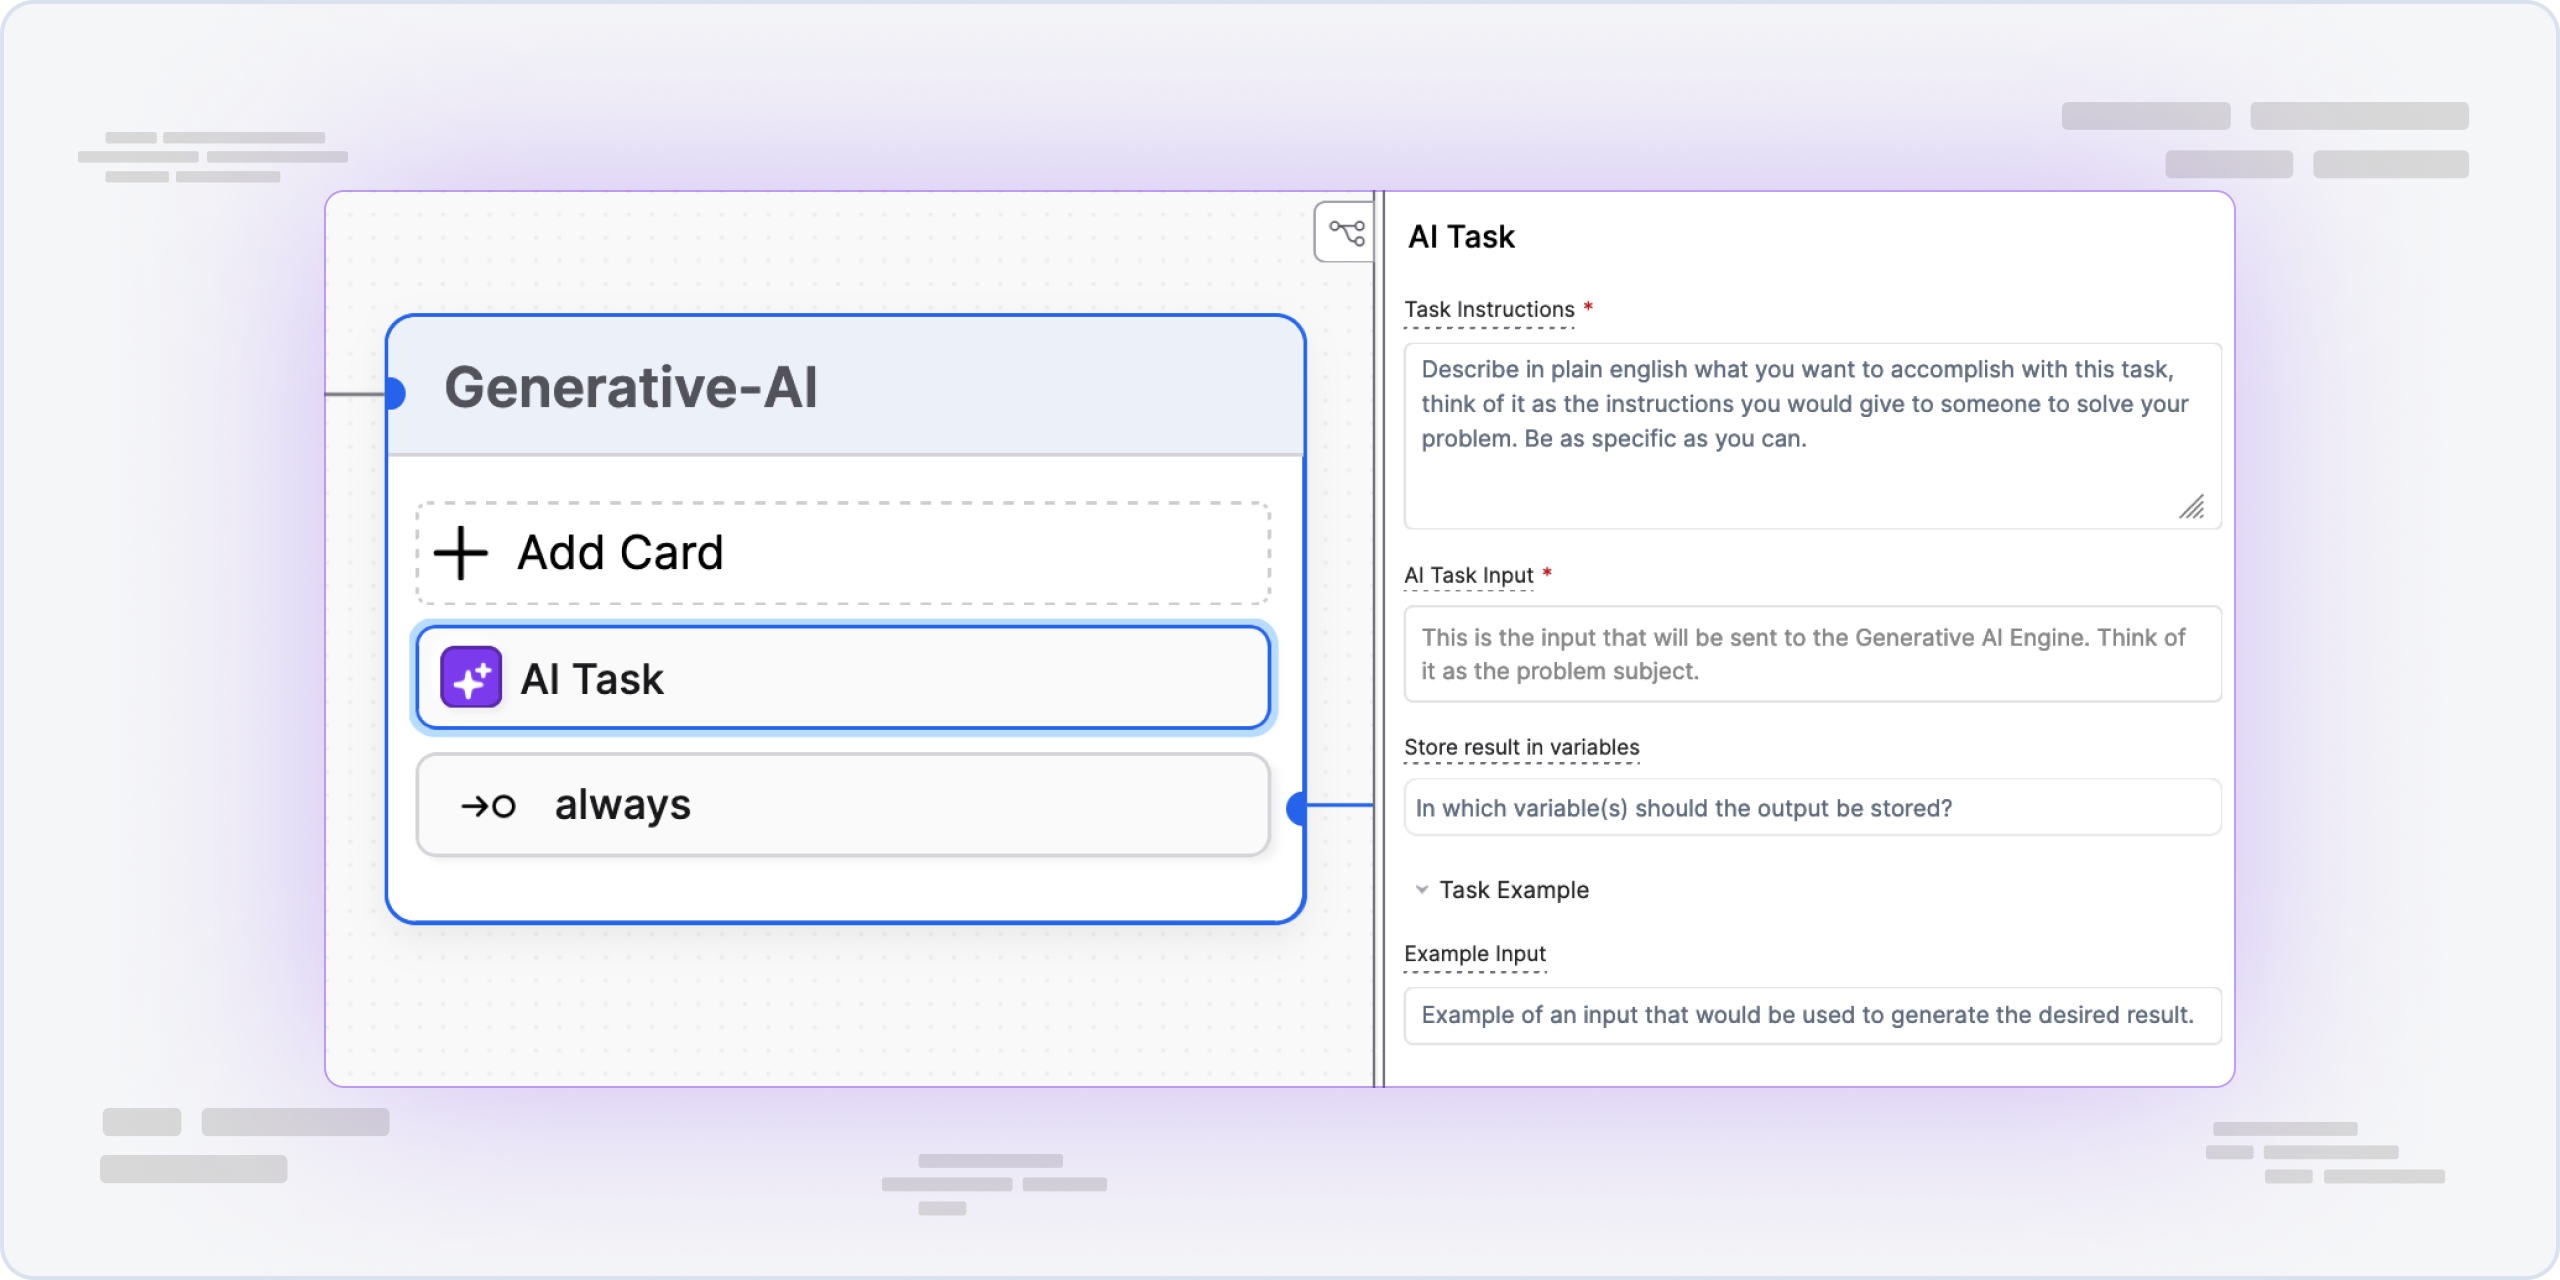 Generative-AI
Add Card
AI Task
always
AI Task
Task Instructions *
Describe in plain english what you want to accomplish with this task,
think of it as the instructions you would give to someone to solve your
problem. Be as specific as you can.
AI Task Input *
This is the input that will be sent to the Generative AI Engine. Think of
it as the problem subject.
Store result in variables
In which variable(s) should the output be stored?
Task Example
Example Input
Example of an input that would be used to generate the desired result.